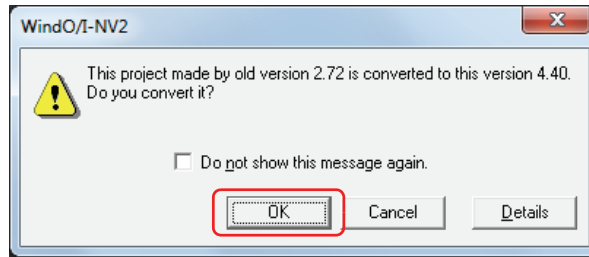 WindO/I-NV2
This project made by old version 2.72 is converted to this version 4.40.
Do you convert it?
Do not show this message again.
OK Cancel Details